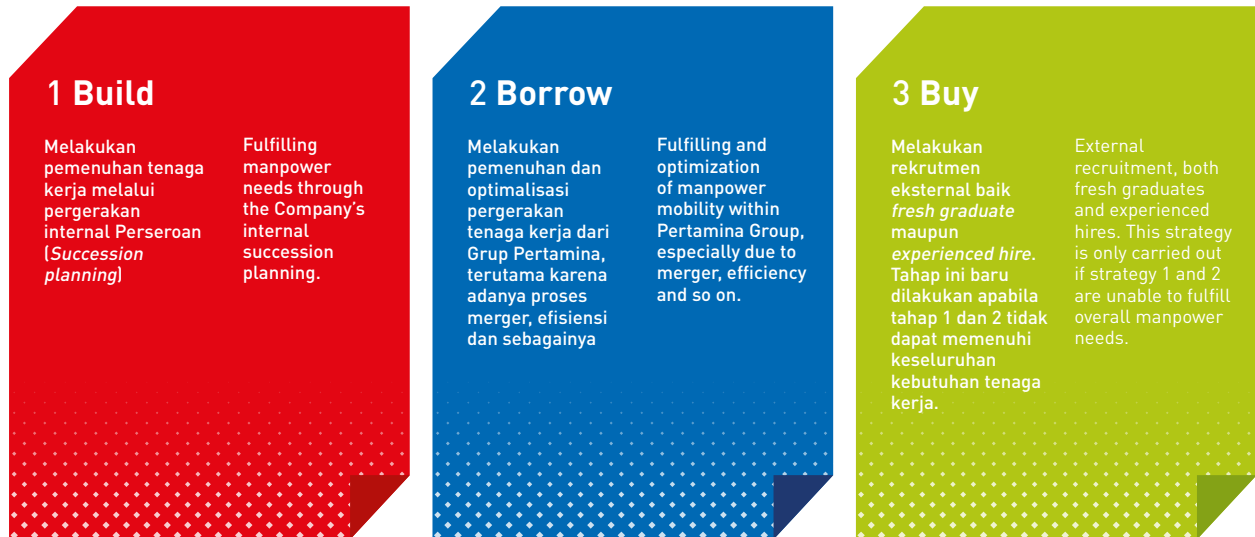 1 Build
Melakukan
pemenuhan tenaga
kerja melalui
pergerakan
internal Perseroan
(Succession
planning)
Fulfilling
manpower
needs through
the Company's
internal
succession
planning.
2 Borrow
Melakukan
pemenuhan dan
optimalisasi
pergerakan
tenaga kerja dari
Grup Pertamina,
terutama karena
adanya proses
merger, efisiensi
dan sebagainya
Fulfilling and
optimization
of manpower
mobility within
Pertamina Group,
especially due to
merger, efficiency
and so on.
3 Buy
Melakukan
rekrutmen
eksternal baik
fresh graduate
maupun
experienced hire.
Tahap ini baru
dilakukan apabila
tahap 1 dan 2 tidak
dapat memenuhi
keseluruhan
kebutuhan tenaga
kerja.
External
recruitment, both
fresh graduates
and experienced
hires. This strategy
is only carried out
if strategy 1 and 2
are unable to fulfill
overall manpower
needs.